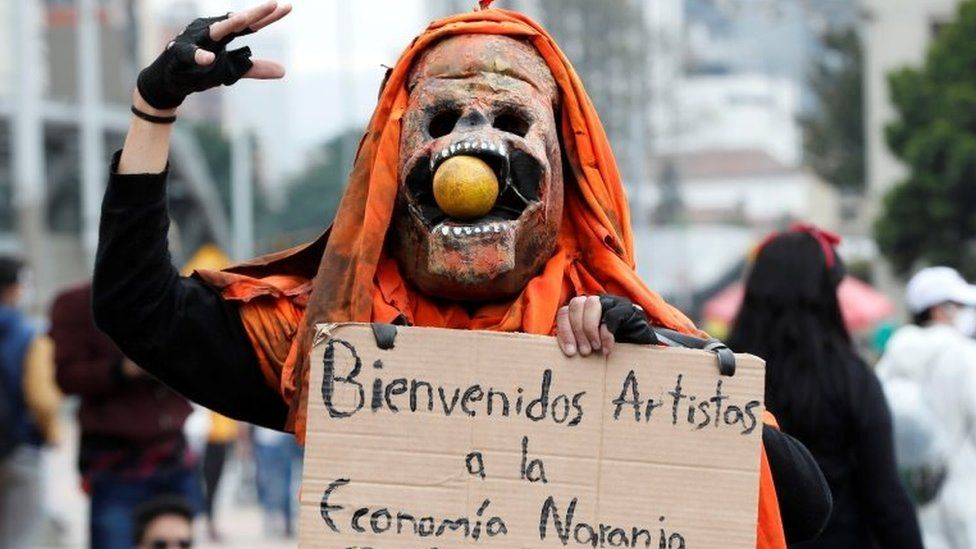 Bienvenidos Artistas
a la
Economía Naranja